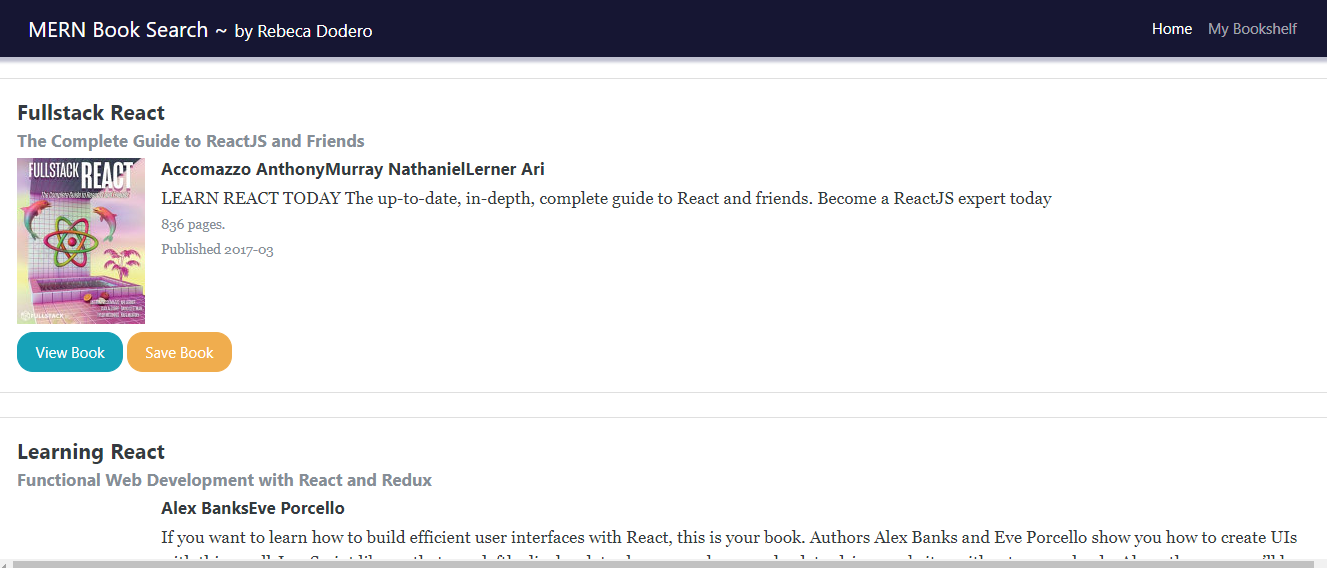 MERN Book Search ~ by Rebeca Dodero
Home My Bookshelf
Fullstack React
The Complete Guide to ReactJS and Friends
FULLSTACK REACT
The Complete Guide to ReactJS and Friends
FULLSTACK
Accomazzo AnthonyMurray NathanielLerner Ari
LEARN REACT TODAY The up-to-date, in-depth, complete guide to React and friends. Become a ReactJS expert today
836 pages.
Published 2017-03
View Book Save Book
Learning React
Functional Web Development with React and Redux
Alex BanksEve Porcello
If you want to learn how to build efficient user interfaces with React, this is your book. Authors Alex Banks and Eve Porcello show you how to create UIs